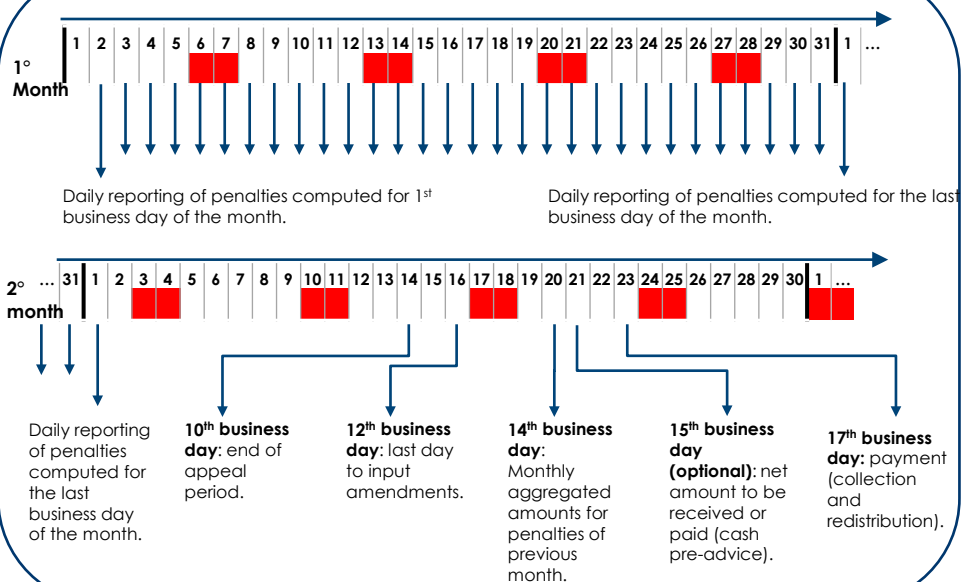 1 2 3 4 5 6 7 8 9 10 11 12 13 14 15 16 17 18 19 20 21 22 23 24 25 26 27 28 29 30 31 1 ...
1°
Month
Daily reporting of penalties computed for 1st
business day of the month.
Daily reporting of penalties computed for the last
business day of the month.
... 31 1 2 3 4 5 6 7 8 9 10 11 12 13 14 15 16 17 18 19 20 21 22 23 24 25 26 27 28 29 30 1 ...
2°
month
Daily reporting
of penalties
computed for
the last
business day
of the month.
10th business
day: end of
appeal
period.
12th business
day: last day
to input
amendments.
14th business
day:
Monthly
aggregated
amounts for
penalties of
previous
month.
15th business
day
(optional): net
amount to be
received or
paid (cash
pre-advice).
17th business
day: payment
(collection
and
redistribution).